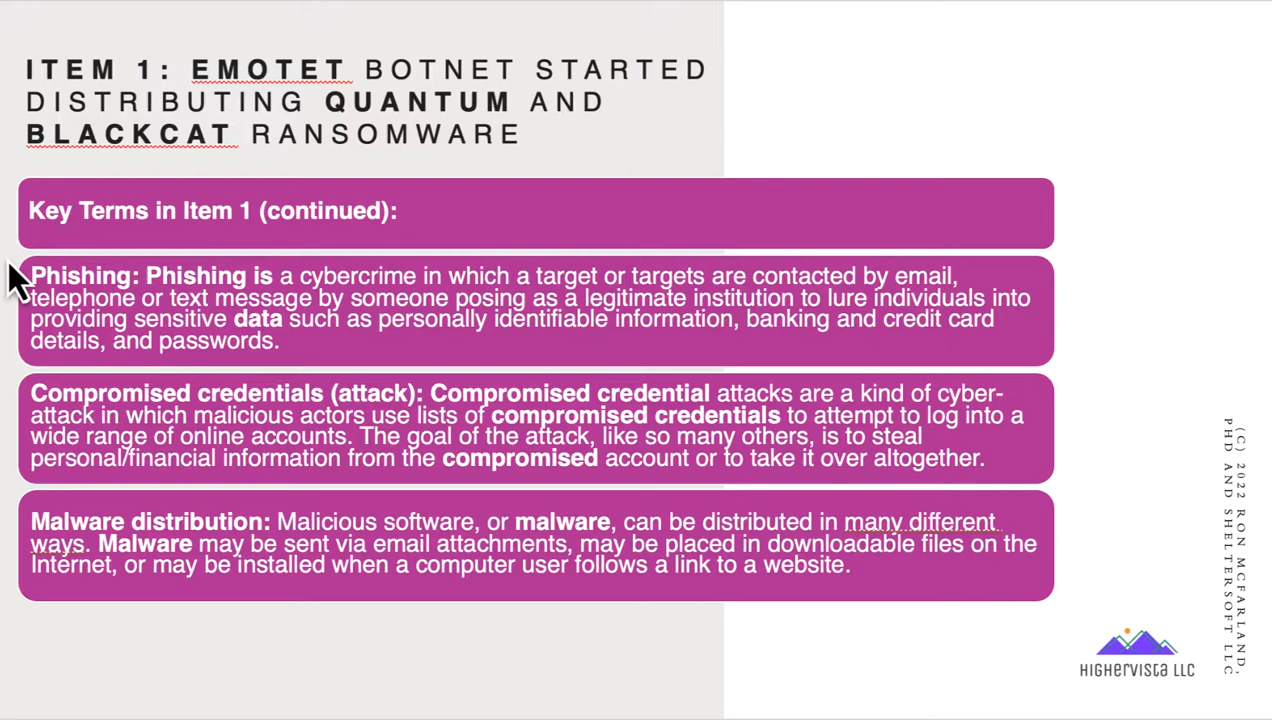 ITEM 1: EMOTET BOTNET STARTED
DISTRIBUTING QUANTUM AND
BLACKCAT RANSOMWARE
Key Terms in Item 1 (continued):
Phishing: Phishing is a cybercrime in which a target or targets are contacted by email,
telephone or text message by someone posing as a legitimate institution to lure individuals into
providing sensitive data such as personally identifiable information, banking and credit card
details, and passwords.
Compromised credentials (attack): Compromised credential attacks are a kind of cyber-
attack in which malicious actors use lists of compromised credentials to attempt to log into a
wide range of online accounts. The goal of the attack, like so many others, is to steal
personal/financial information from the compromised account or to take it over altogether.
Malware distribution: Malicious software, or malware, can be distributed in many different
ways. Malware may be sent via email attachments, may be placed in downloadable files on the
Internet, or may be installed when a computer user follows a link to a website.
(C) 2022 RON MCFARLAND,
PHD AND SHELTERSOFT LLC
HIGHERVISTA LLC